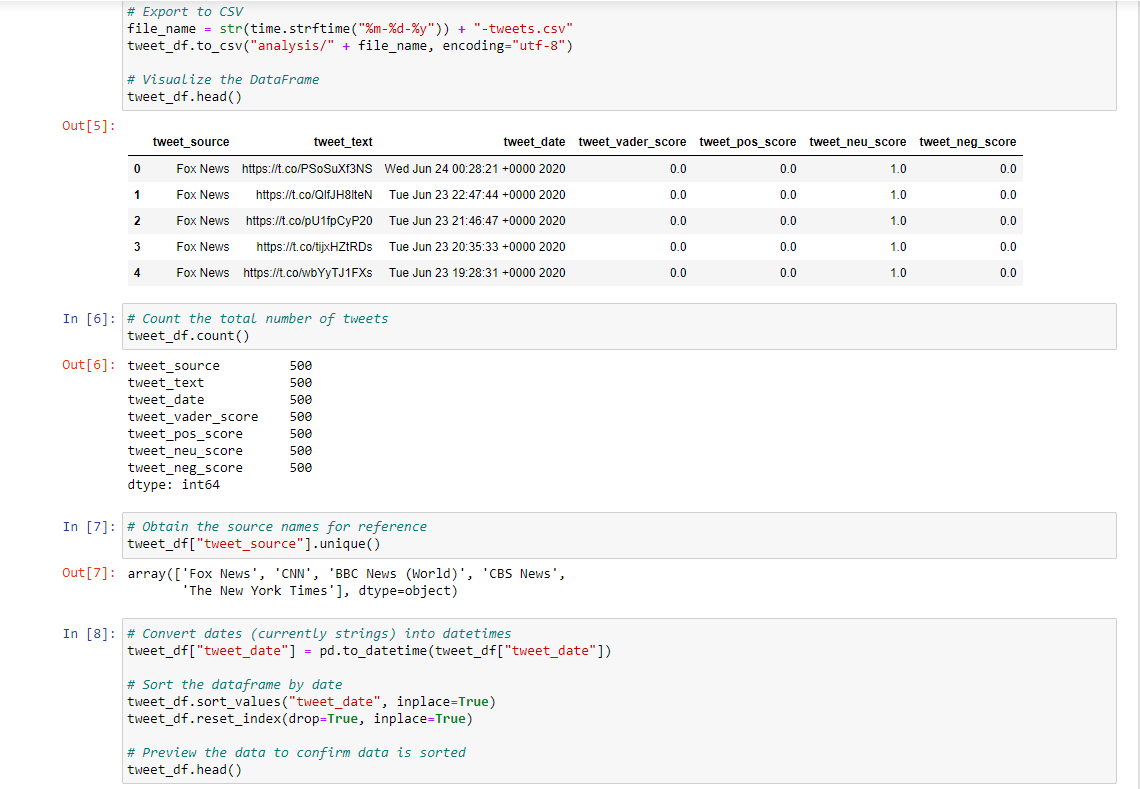 # Export to CSV
file_name = str(time.strftime("%m-%d-%y")) + "-tweets.csv"
tweet_df.to_csv("analysis/" + file_name, encoding="utf-8")
# Visualize the DataFrame
tweet_df.head()
Out[5]:
tweet_source tweet_text tweet_date tweet_vader_score tweet_pos_score tweet_neu_score tweet_neg_score
0 Fox News https://t.co/PSoSuXf3NS Wed Jun 24 00:28:21 +0000 2020 0.0 0.0 1.0 0.0
1 Fox News https://t.co/QlfJH8lteN Tue Jun 23 22:47:44 +0000 2020 0.0 0.0 1.0 0.0
2 Fox News https://t.co/pU1fpCyP20 Tue Jun 23 21:46:47 +0000 2020 0.0 0.0 1.0 0.0
3 Fox News https://t.co/tijxHZtRDs Tue Jun 23 20:35:33 +0000 2020 0.0 0.0 1.0 0.0
4 Fox News https://t.co/wbYyTJ1FXs Tue Jun 23 19:28:31 +0000 2020 0.0 0.0 1.0 0.0
In [6]: # Count the total number of tweets
tweet_df.count()
Out[6]: tweet_source 500
tweet_text 500
tweet_date 500
tweet_vader_score 500
tweet_pos_score 500
tweet_neu_score 500
tweet_neg_score 500
dtype: int64
In [7]: # Obtain the source names for reference
tweet_df["tweet_source"].unique()
Out[7]: array(['Fox News', 'CNN', 'BBC News (World)', 'CBS News',
'The New York Times'], dtype=object)
In [8]: # Convert dates (currently strings) into datetimes
tweet_df["tweet_date"] = pd.to_datetime(tweet_df["tweet_date"])
# Sort the dataframe by date
tweet_df.sort_values("tweet_date", inplace=True)
tweet_df.reset_index(drop=True, inplace=True)
# Preview the data to confirm data is sorted
tweet_df.head()